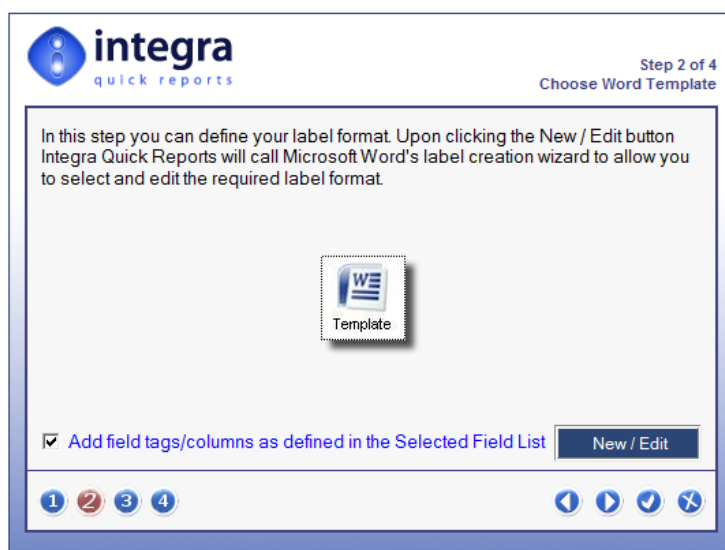 integra
quick reports
Step 2 of 4
Choose Word Template
In this step you can define your label format. Upon clicking the New / Edit button
Integra Quick Reports will call Microsoft Word's label creation wizard to allow you
to select and edit the required label format.
W
Template
Add field tags/columns as defined in the Selected Field List
New / Edit
1 2 3 4